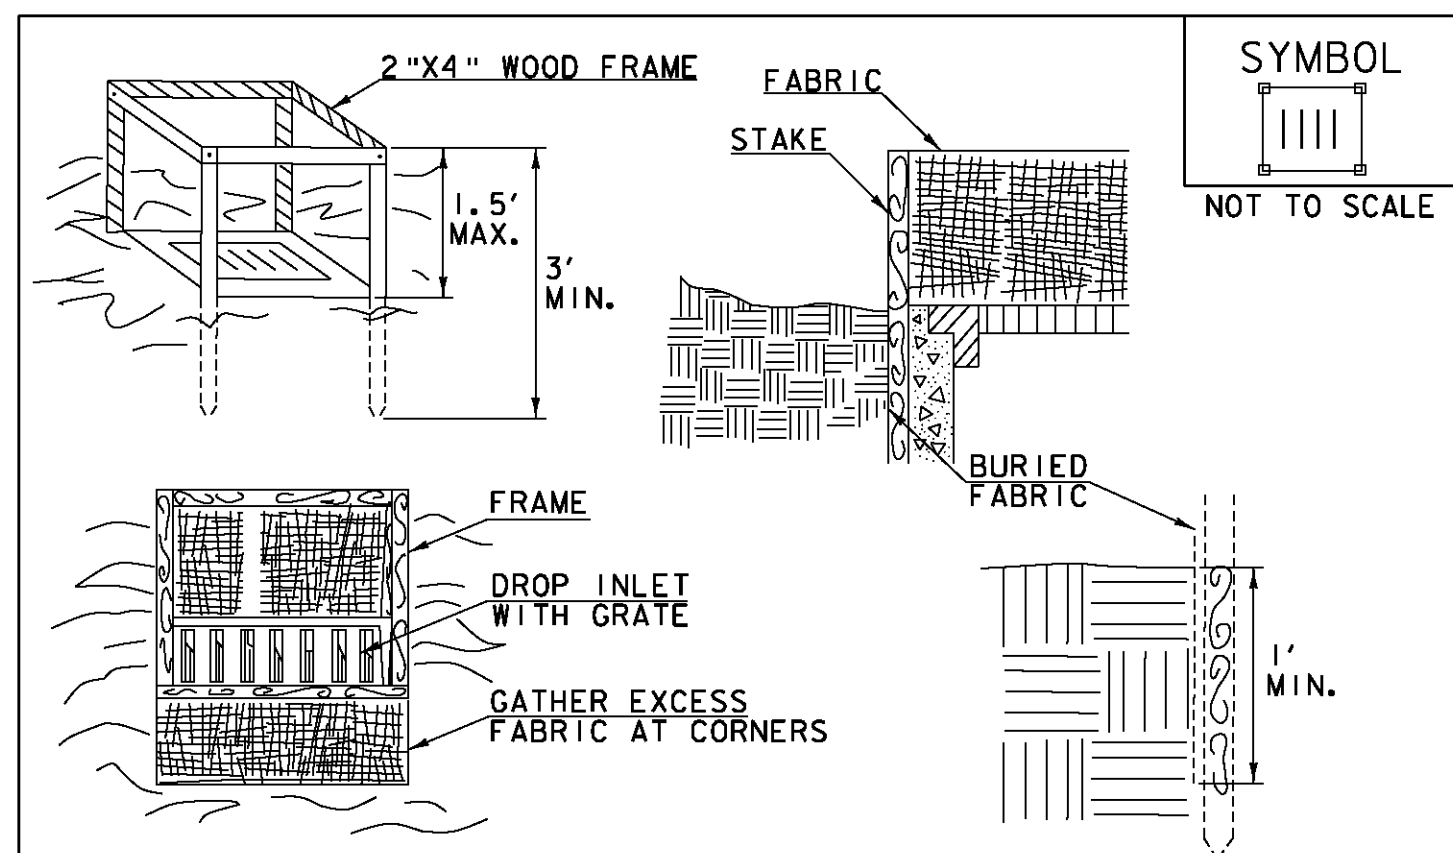 2"X4" WOOD FRAME
1.5'
MAX.
3'
MIN.
FABRIC
STAKE
SYMBOL
NOT TO SCALE
BURIED
FABRIC
FRAME
DROP INLET
WITH GRATE
GATHER EXCESS
FABRIC AT CORNERS
1'
MIN.